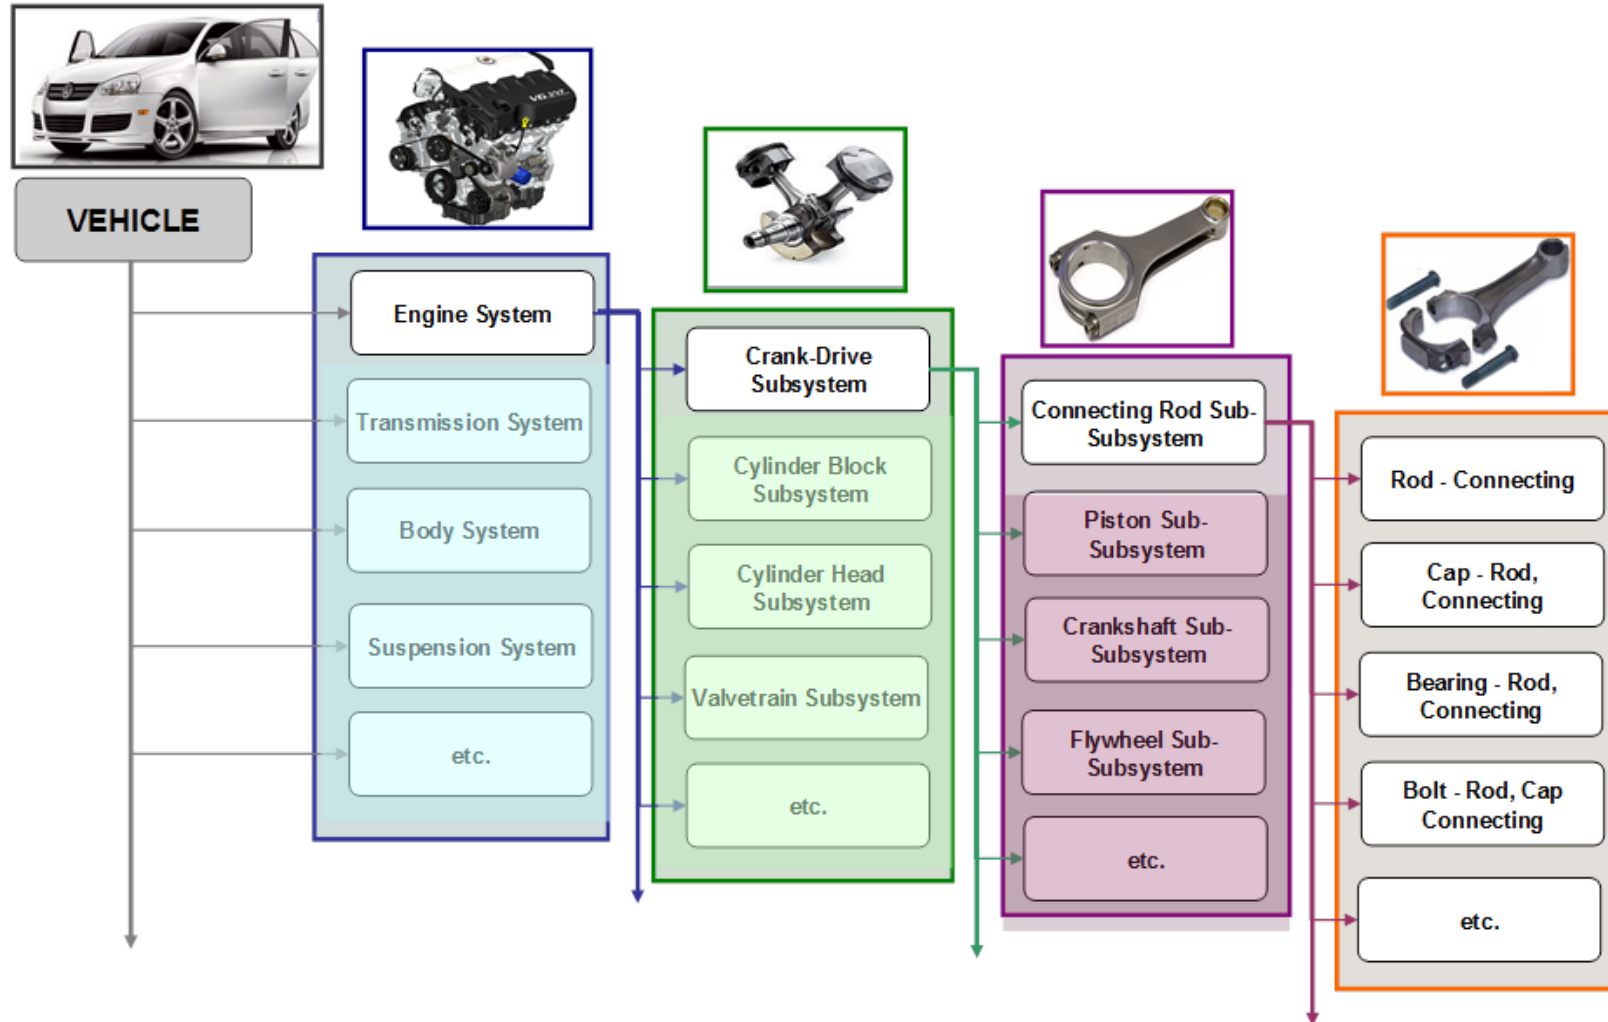 VEHICLE
Engine System
Transmission System
Body System
Suspension System
etc.
Crank-Drive
Subsystem
Cylinder Block
Subsystem
Cylinder Head
Subsystem
Valvetrain Subsystem
etc.
Connecting Rod Sub-
Subsystem
Piston Sub-
Subsystem
Crankshaft Sub-
Subsystem
Flywheel Sub-
Subsystem
etc.
Rod - Connecting
Cap - Rod,
Connecting
Bearing - Rod,
Connecting
Bolt - Rod, Cap
Connecting
etc.